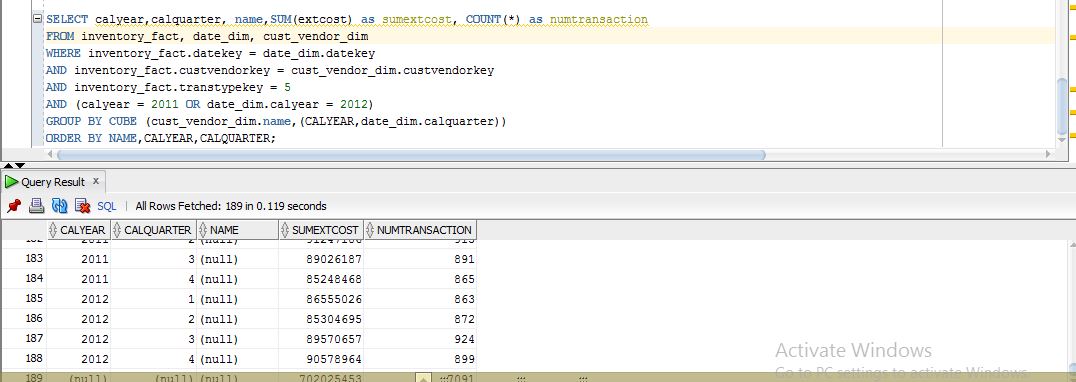 SELECT calyear,calquarter, name,SUM(extcost) as sumextcost, COUNT(*) as numtransaction
FROM inventory_fact, date_dim, cust_vendor_dim
WHERE inventory_fact.datekey = date_dim.datekey
AND inventory_fact.custvendorkey = cust_vendor_dim.custvendorkey
AND inventory_fact.transtypekey = 5
AND (calyear = 2011 OR date_dim.calyear = 2012)
GROUP BY CUBE (cust_vendor_dim.name,(CALYEAR,date_dim.calquarter))
ORDER BY NAME,CALYEAR,CALQUARTER;
Query Result x
SQL | All Rows Fetched: 189 in 0.119 seconds
CALYEAR CALQUARTER NAME SUMEXTCOST NUMTRANSACTION
183 2011 3 (null) 89026187 891
184 2011 4 (null) 85248468 865
185 2012 1 (null) 86555026 863
186 2012 2 (null) 85304695 872
187 2012 3 (null) 89570657 924
188 2012 4 (null) 90578964 899
189 (null) (null) (null) 702025453 7091
Activate Windows
Go to PC settings to activate Windows.